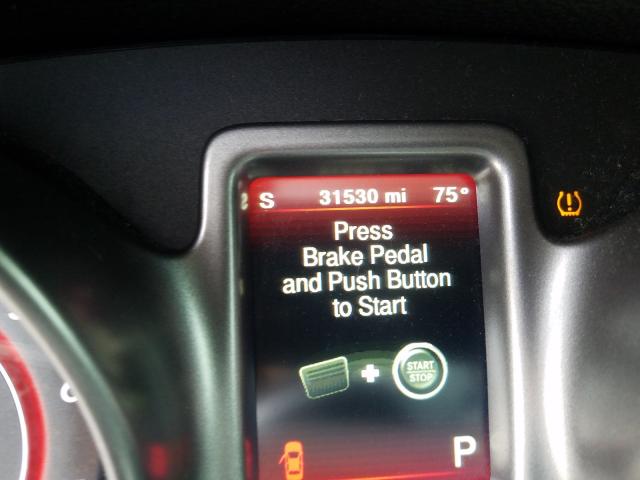 S 31530 mi 75°
Press
Brake Pedal
and Push Button
to Start
START
STOP
P